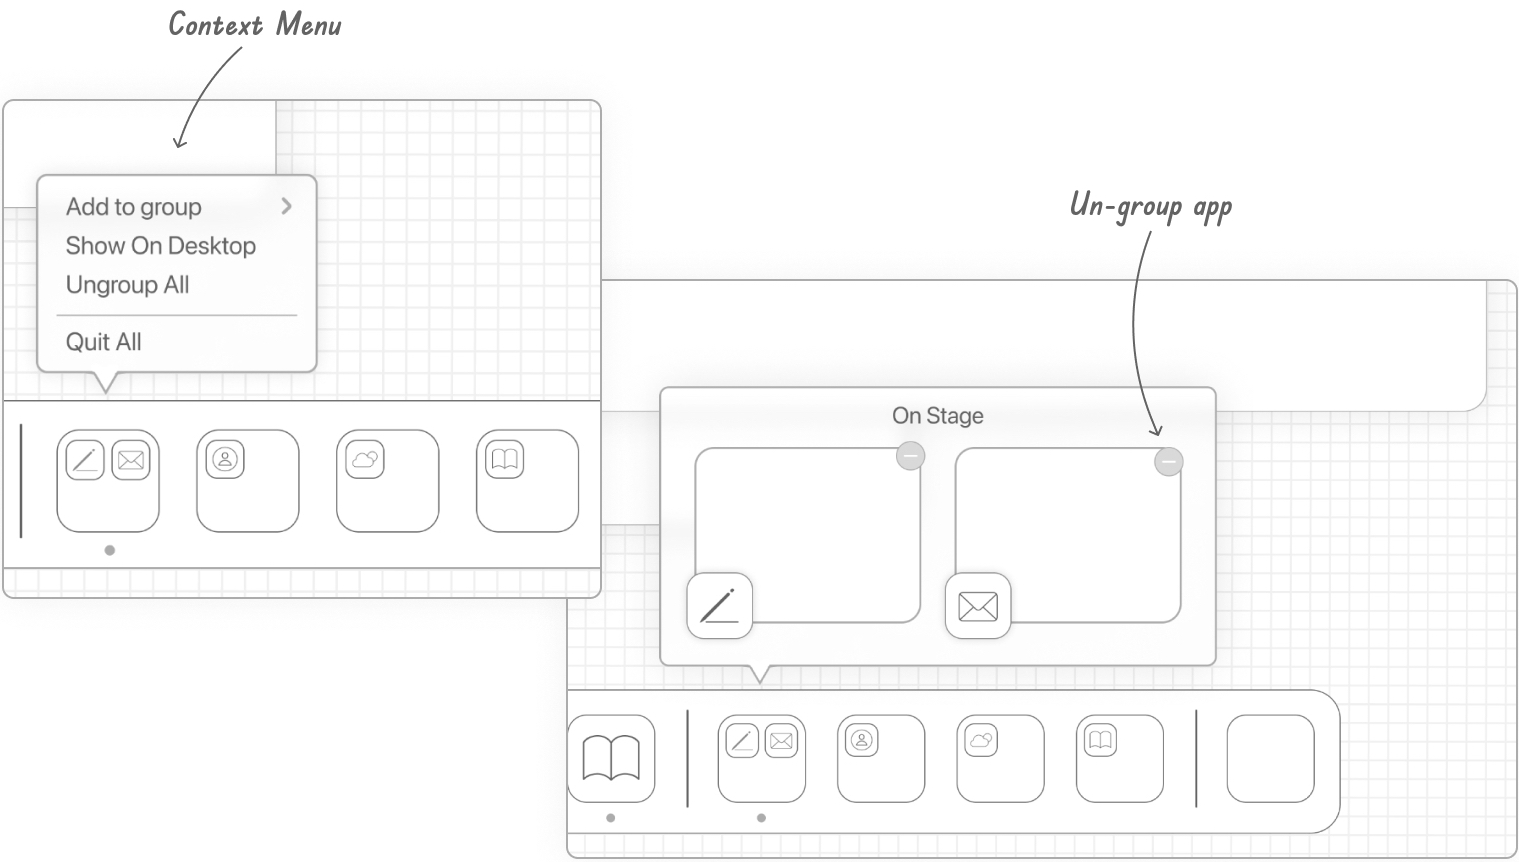 Context Menu
Add to group
Show On Desktop
Ungroup All
Quit All
Un-group app
On Stage